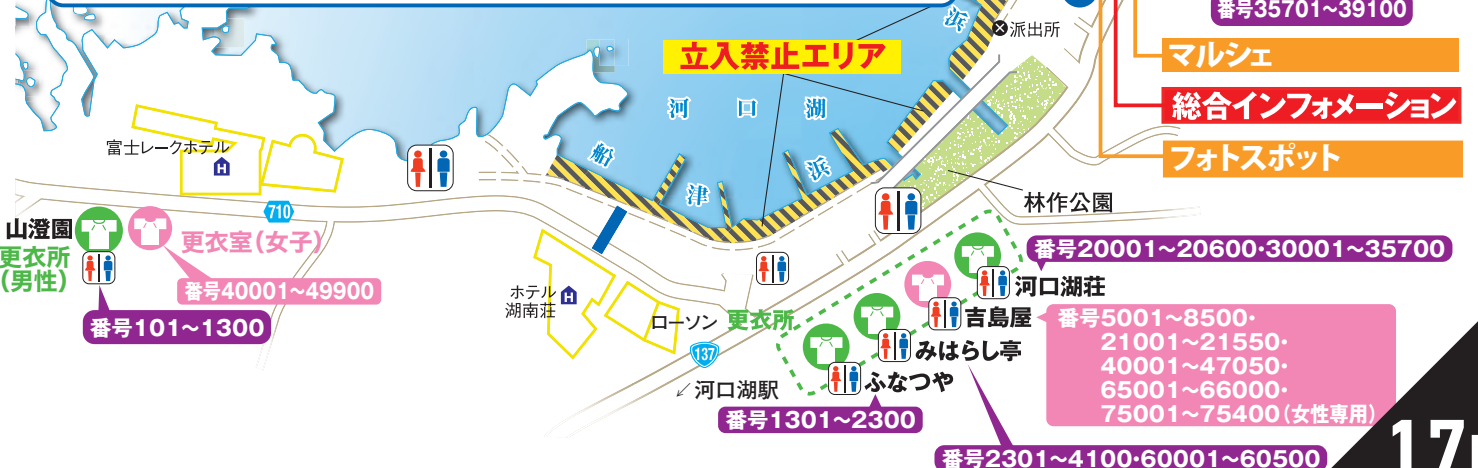 番号35701~39100
浜
派出所
マルシェ
立入禁止エリア
河口湖
総合インフォメーション
富士レークホテル
H
船津浜
フォトスポット
林作公園
710
山澄園
更衣室(女子)
更衣所
(男性)
番号20001~20600・30001~35700
番号40001~49900
河口湖荘
ホテル
湖南荘
H
番号101~1300
ローソン
更衣所
吉島屋
番号5001~8500・
21001~21550・
40001~47050・
65001~66000・
75001~75400(女性専用)
137
みはらし亭
ふなつや
↙河口湖駅
番号1301~2300
番号2301~4100・60001~60500
17